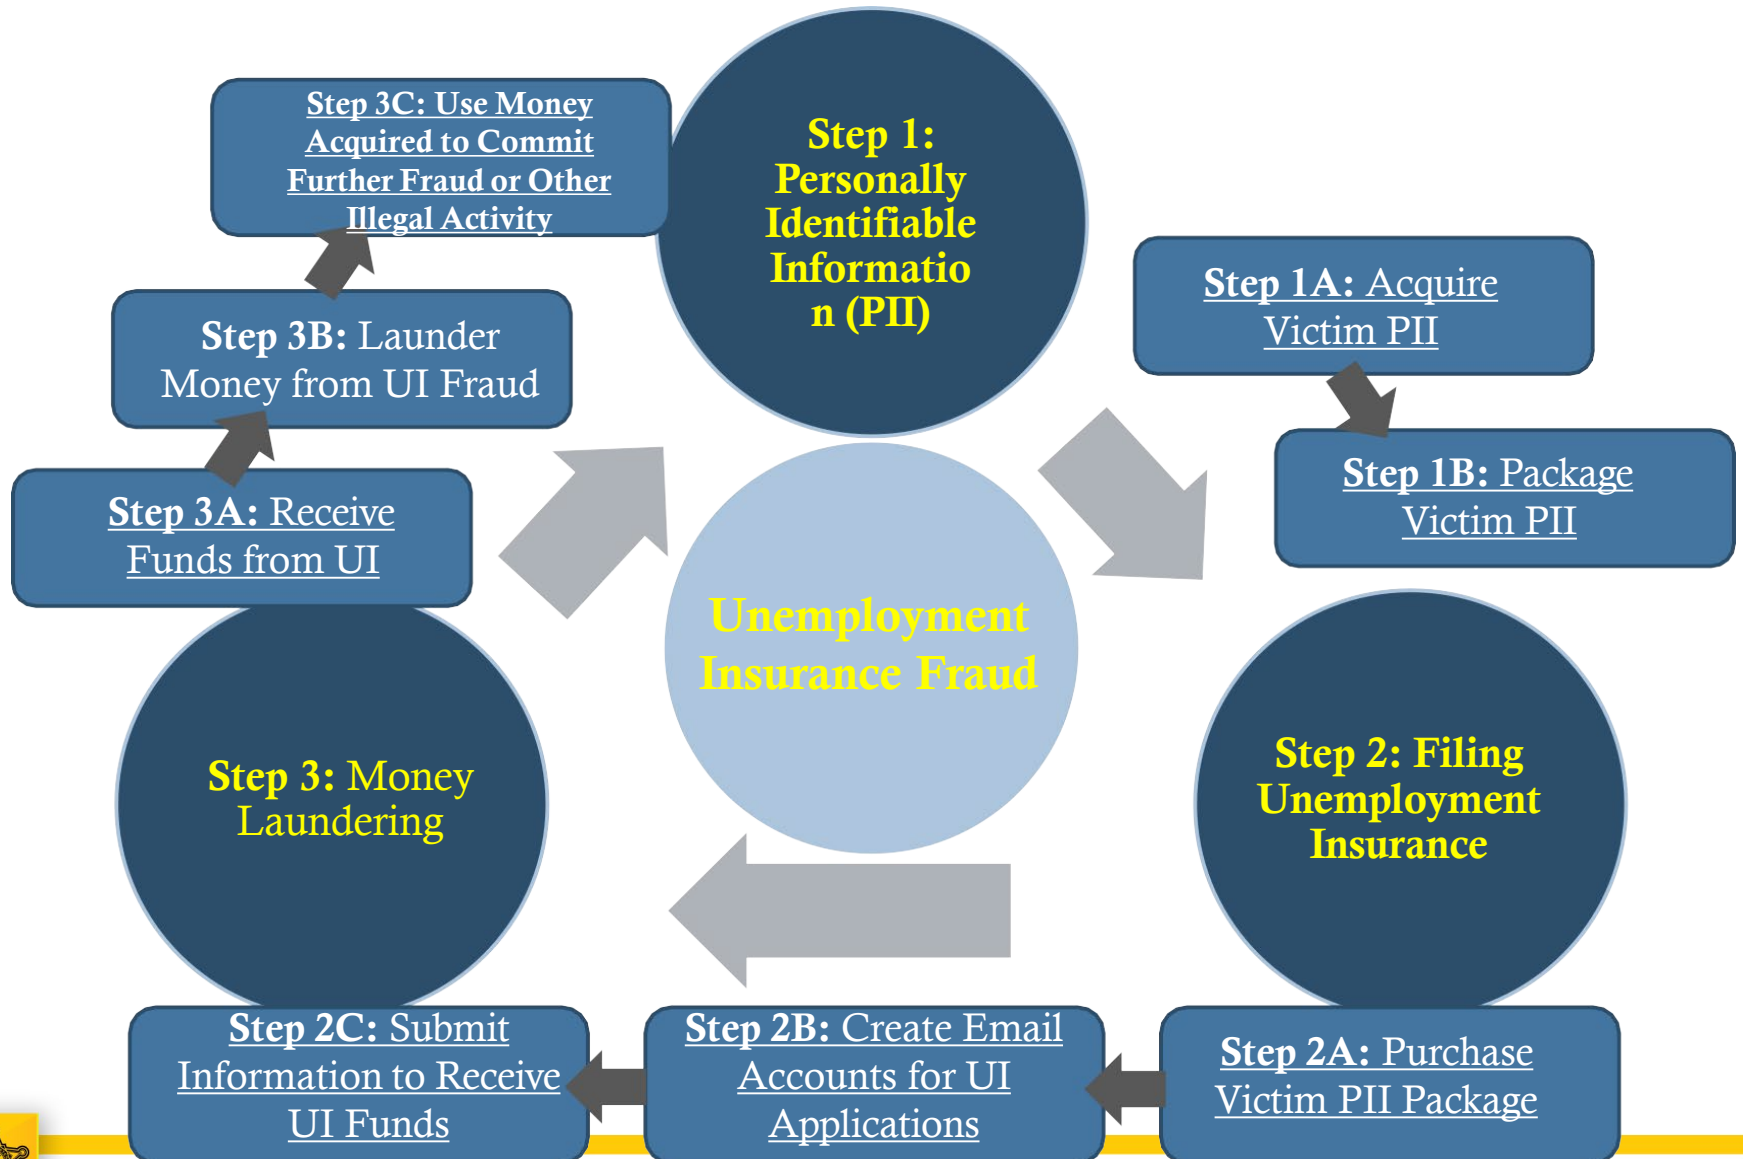 Step 1:
Personally
Identifiable
Informatio
n (PII)
Step 1A: Acquire
Victim PII
Step 1B: Package
Victim PII
Step 2: Filing
Unemployment
Insurance
Step 2A: Purchase
Victim PII Package
Step 2B: Create Email
Accounts for UI
Applications
Step 2C: Submit
Information to Receive
UI Funds
Step 3: Money
Laundering
Step 3A: Receive
Funds from UI
Step 3B: Launder
Money from UI Fraud
Step 3C: Use Money
Acquired to Commit
Further Fraud or Other
Illegal Activity
Unemployment
Insurance Fraud